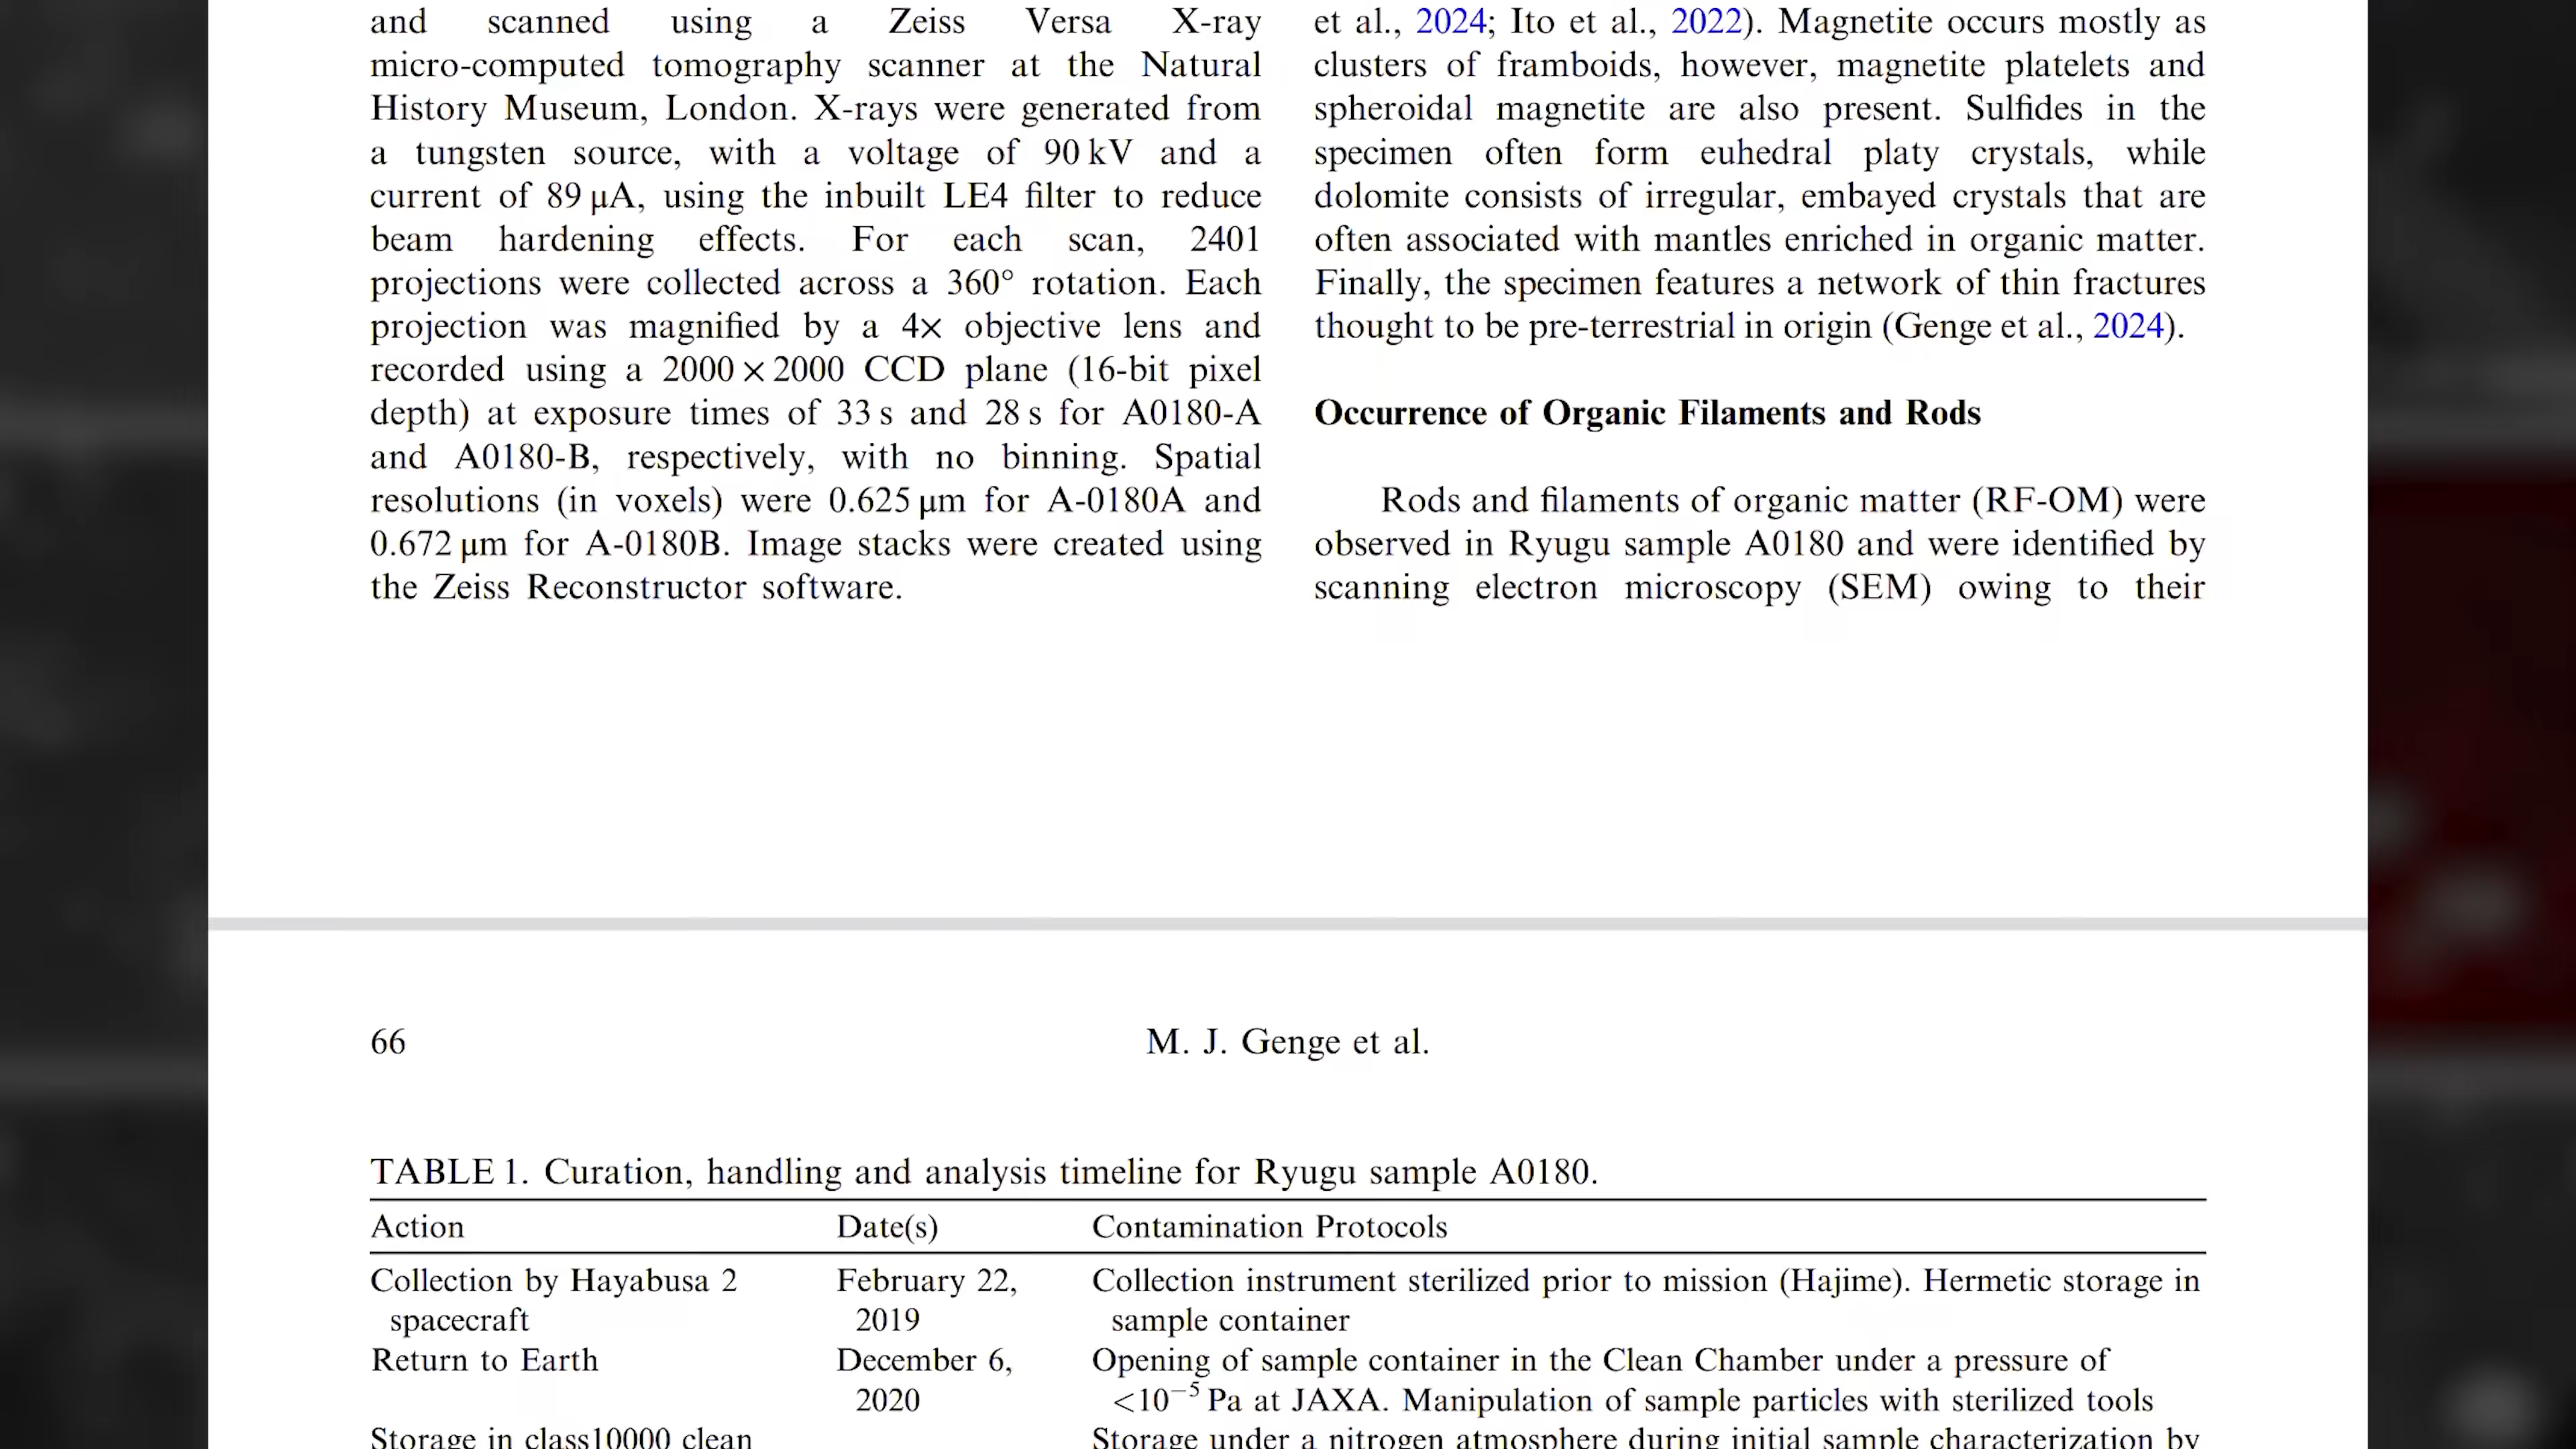 and scanned using a Zeiss Versa X-ray
micro-computed tomography scanner at the Natural
History Museum, London. X-rays were generated from
a tungsten source, with a voltage of 90 kV and a
current of 89 μA, using the inbuilt LE4 filter to reduce
beam hardening effects. For each scan, 2401
projections were collected across a 360° rotation. Each
projection was magnified by a 4× objective lens and
recorded using a 2000 × 2000 CCD plane (16-bit pixel
depth) at exposure times of 33 s and 28 s for A0180-A
and A0180-B, respectively, with no binning. Spatial
resolutions (in voxels) were 0.625 μm for A-0180A and
0.672 μm for A-0180B. Image stacks were created using
the Zeiss Reconstructor software.
et al., 2024; Ito et al., 2022). Magnetite occurs mostly as
clusters of framboids, however, magnetite platelets and
spheroidal magnetite are also present. Sulfides in the
specimen often form euhedral platy crystals, while
dolomite consists of irregular, embayed crystals that are
often associated with mantles enriched in organic matter.
Finally, the specimen features a network of thin fractures
thought to be pre-terrestrial in origin (Genge et al., 2024).
Occurrence of Organic Filaments and Rods
Rods and filaments of organic matter (RF-OM) were
observed in Ryugu sample A0180 and were identified by
scanning electron microscopy (SEM) owing to their
66
M. J. Genge et al.
TABLE 1. Curation, handling and analysis timeline for Ryugu sample A0180.
Action Date(s) Contamination Protocols
Collection by Hayabusa 2 February 22, Collection instrument sterilized prior to mission (Hajime). Hermetic storage in
spacecraft 2019 sample container
Return to Earth December 6, Opening of sample container in the Clean Chamber under a pressure of
2020 <10⁻⁵ Pa at JAXA. Manipulation of sample particles with sterilized tools
Storage in class10000 clean Storage under a nitrogen atmosphere during initial sample characterization by